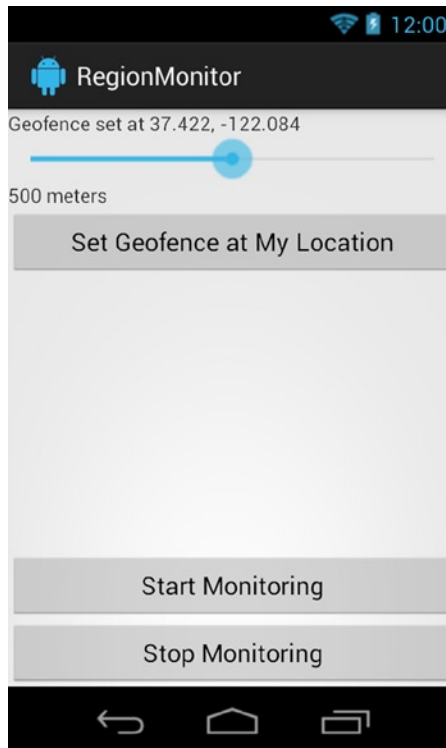 12:00
RegionMonitor
Geofence set at 37.422, -122.084
500 meters
Set Geofence at My Location
Start Monitoring
Stop Monitoring